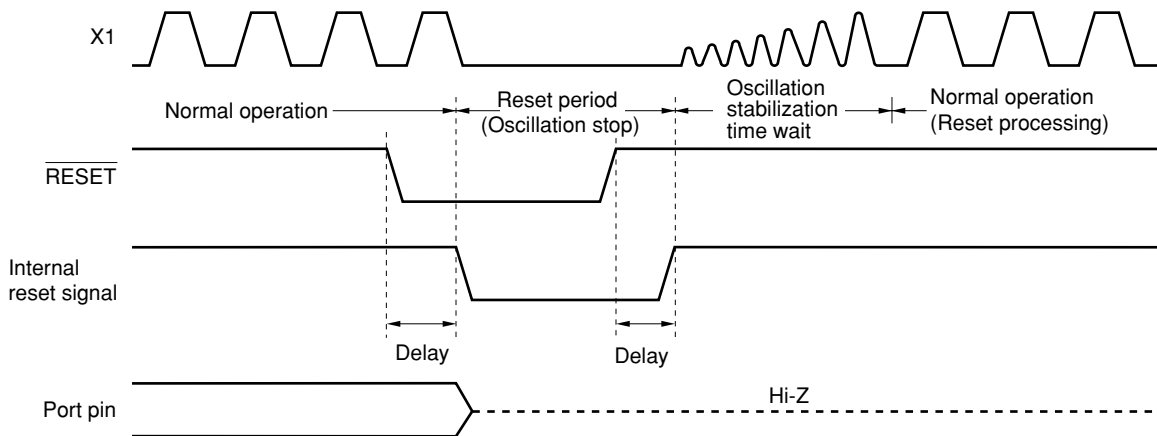 X1
Normal operation
Reset period
(Oscillation stop)
Oscillation
stabilization
time wait
Normal operation
(Reset processing)
RESET
Internal
reset signal
Delay
Delay
Port pin
Hi-Z